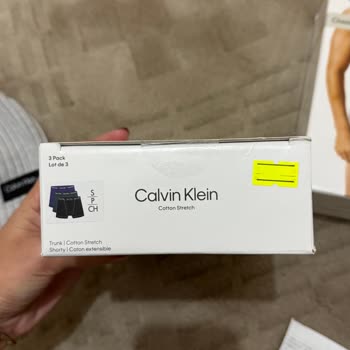 3 Pack
Lot de 3
S
P
CH
Calvin Klein
Cotton Stretch
Trunk | Cotton Stretch
Shorty | Coton extensible
Calvin Klein